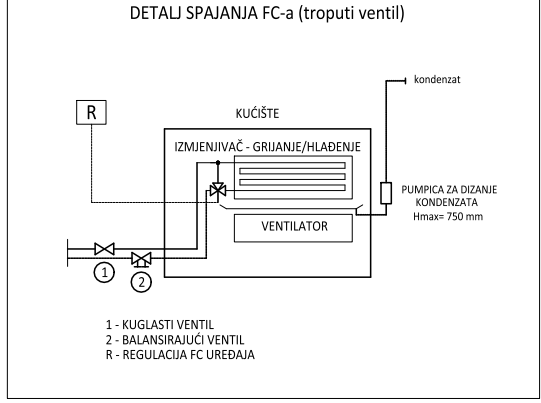 DETALJ SPAJANJA FC-a (troputi ventil)
kondenzat
R
KUĆIŠTE
IZMJENJIVAČ - GRIJANJE/HLAĐENJE
PUMPICA ZA DIZANJE
KONDENZATA
Hmax= 750 mm
VENTILATOR
1
2
1 - KUGLASTI VENTIL
2 - BALANSIRAJUĆI VENTIL
R - REGULACIJA FC UREĐAJA